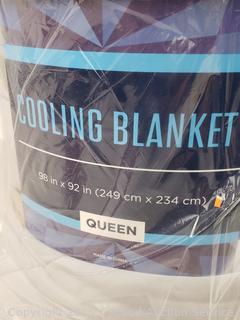 COOLING BLANKET
98 in x 92 in (249 cm x 234 cm)
QUEEN